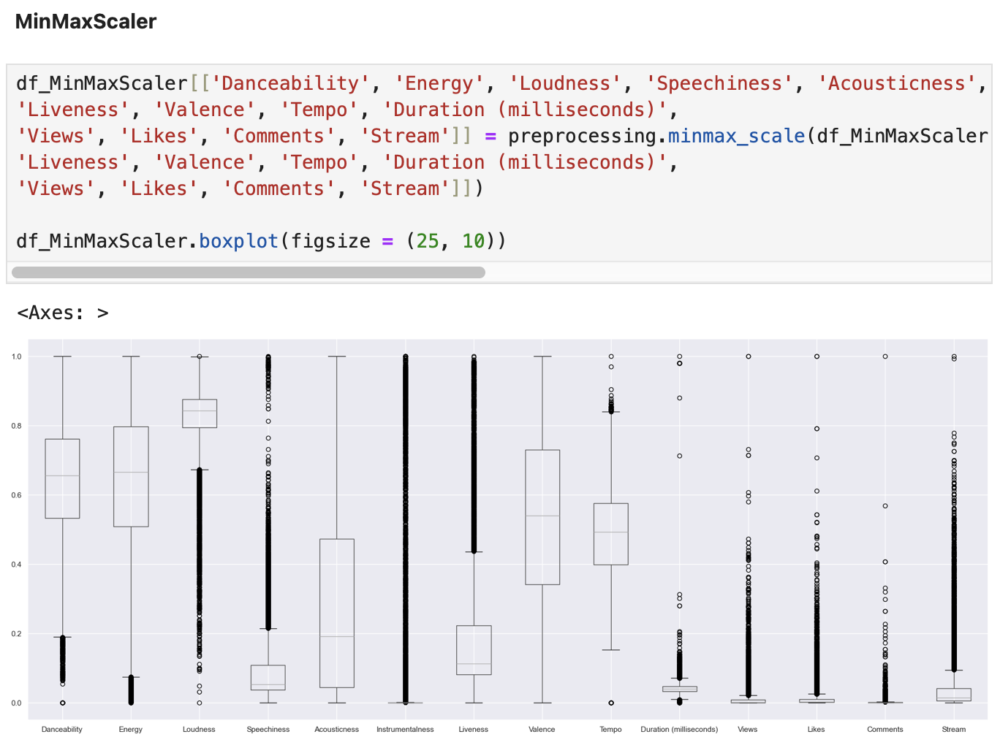 MinMaxScaler
df_MinMaxScaler[['Danceability', 'Energy', 'Loudness', 'Speechiness', 'Acousticness',
'Liveness', 'Valence', 'Tempo', 'Duration (milliseconds)',
'Views', 'Likes', 'Comments', 'Stream']] = preprocessing.minmax_scale(df_MinMaxScaler
'Liveness', 'Valence', 'Tempo', 'Duration (milliseconds)',
'Views', 'Likes', 'Comments', 'Stream']])
df_MinMaxScaler.boxplot(figsize = (25, 10))
<Axes: >
1.0
0.8
0.6
0.4
0.2
0.0
Danceability Energy Loudness Speechiness Acousticness Instrumentalness Liveness Valence Tempo Duration (milliseconds) Views Likes Comments Stream